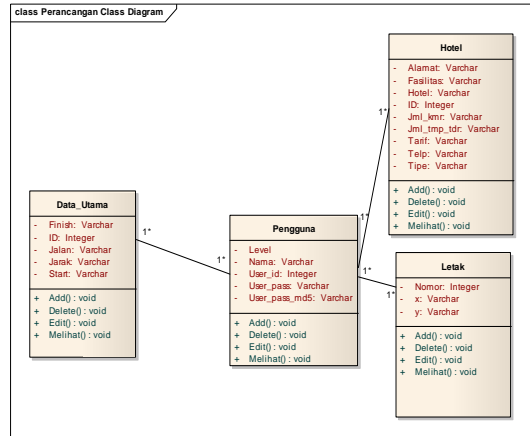 class Perancangan Class Diagram
Hotel
- Alamat: Varchar
- Fasilitas: Varchar
- Hotel: Varchar
- ID: Integer
- Jml_kmr: Varchar
- Jml_tmp_tdr: Varchar
- Tarif: Varchar
- Telp: Varchar
- Tipe: Varchar
+ Add() : void
+ Delete() : void
+ Edit() : void
+ Melihat() : void
1*
1*
Data_Utama
- Finish: Varchar
- ID: Integer
- Jalan: Varchar
- Jarak: Varchar
- Start: Varchar
+ Add() : void
+ Delete() : void
+ Edit() : void
+ Melihat() : void
1*
1*
Pengguna
- Level
- Nama: Varchar
- User_id: Integer
- User_pass: Varchar
- User_pass_md5: Varchar
+ Add() : void
+ Delete() : void
+ Edit() : void
+ Melihat() : void
1*
1*
Letak
- Nomor: Integer
- x: Varchar
- y: Varchar
+ Add() : void
+ Delete() : void
+ Edit() : void
+ Melihat() : void